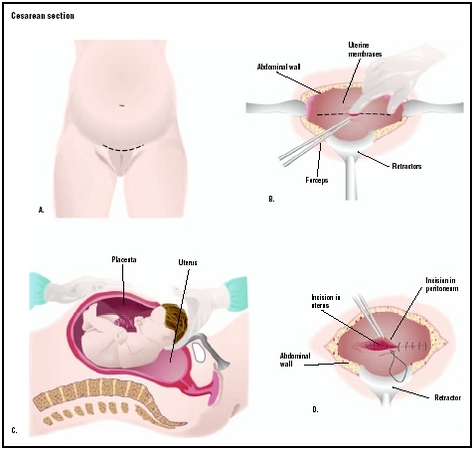 Cesarean section
A.
Abdominal wall
Uterine
membranes
Forceps
Retractors
B.
Placenta
Uterus
C.
Incision in
uterus
Incision in
peritoneum
Abdominal
wall
Retractor
D.